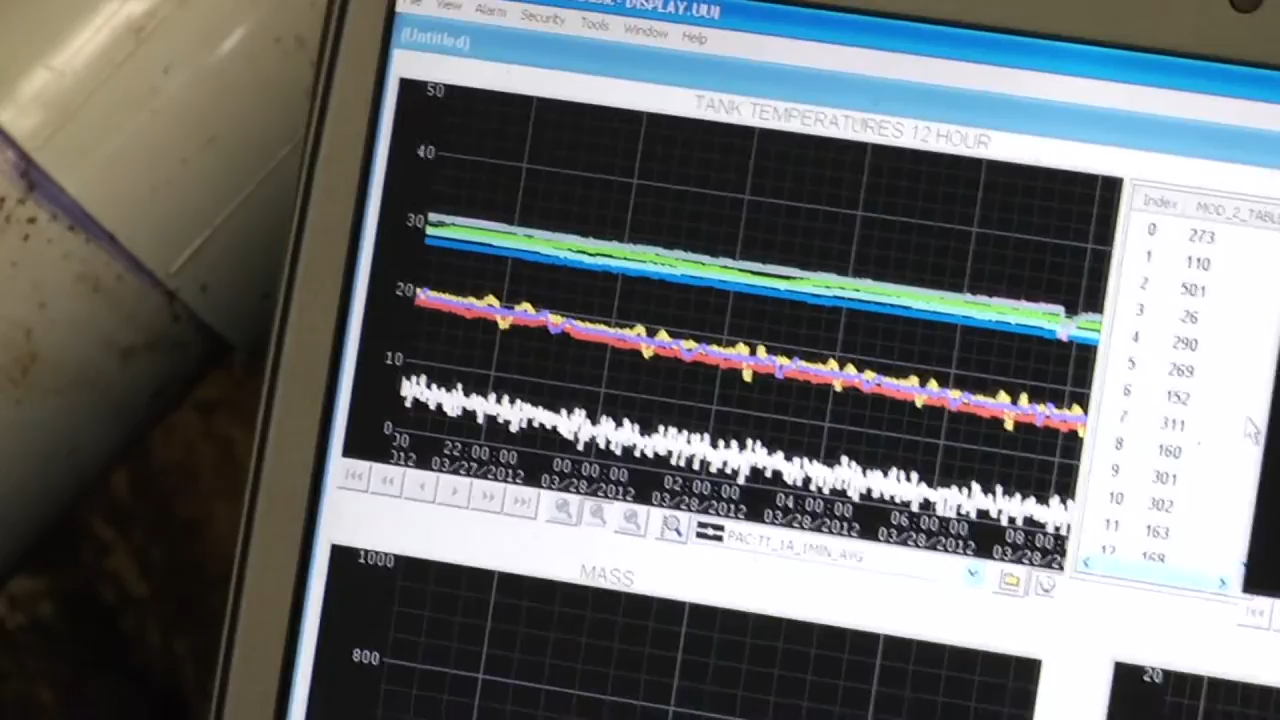 DISPLAY.UUI
View Alarm Security Tools Window Help
(Untitled)
TANK TEMPERATURES 12 HOUR
50
40
30
20
10
0
22:00:00 00:00:00 02:00:00 04:00:00 06:00:00 08:00:
03/27/2012 03/28/2012 03/28/2012 03/28/2012 03/28/2012 03/28/2
PAC:TT_1A_1MIN_AVG
Index MOD_2_TABL
0 273
1 110
2 501
3 26
4 290
5 269
6 152
7 311
8 160
9 301
10 302
11 163
12 168
MASS
1000
800
20